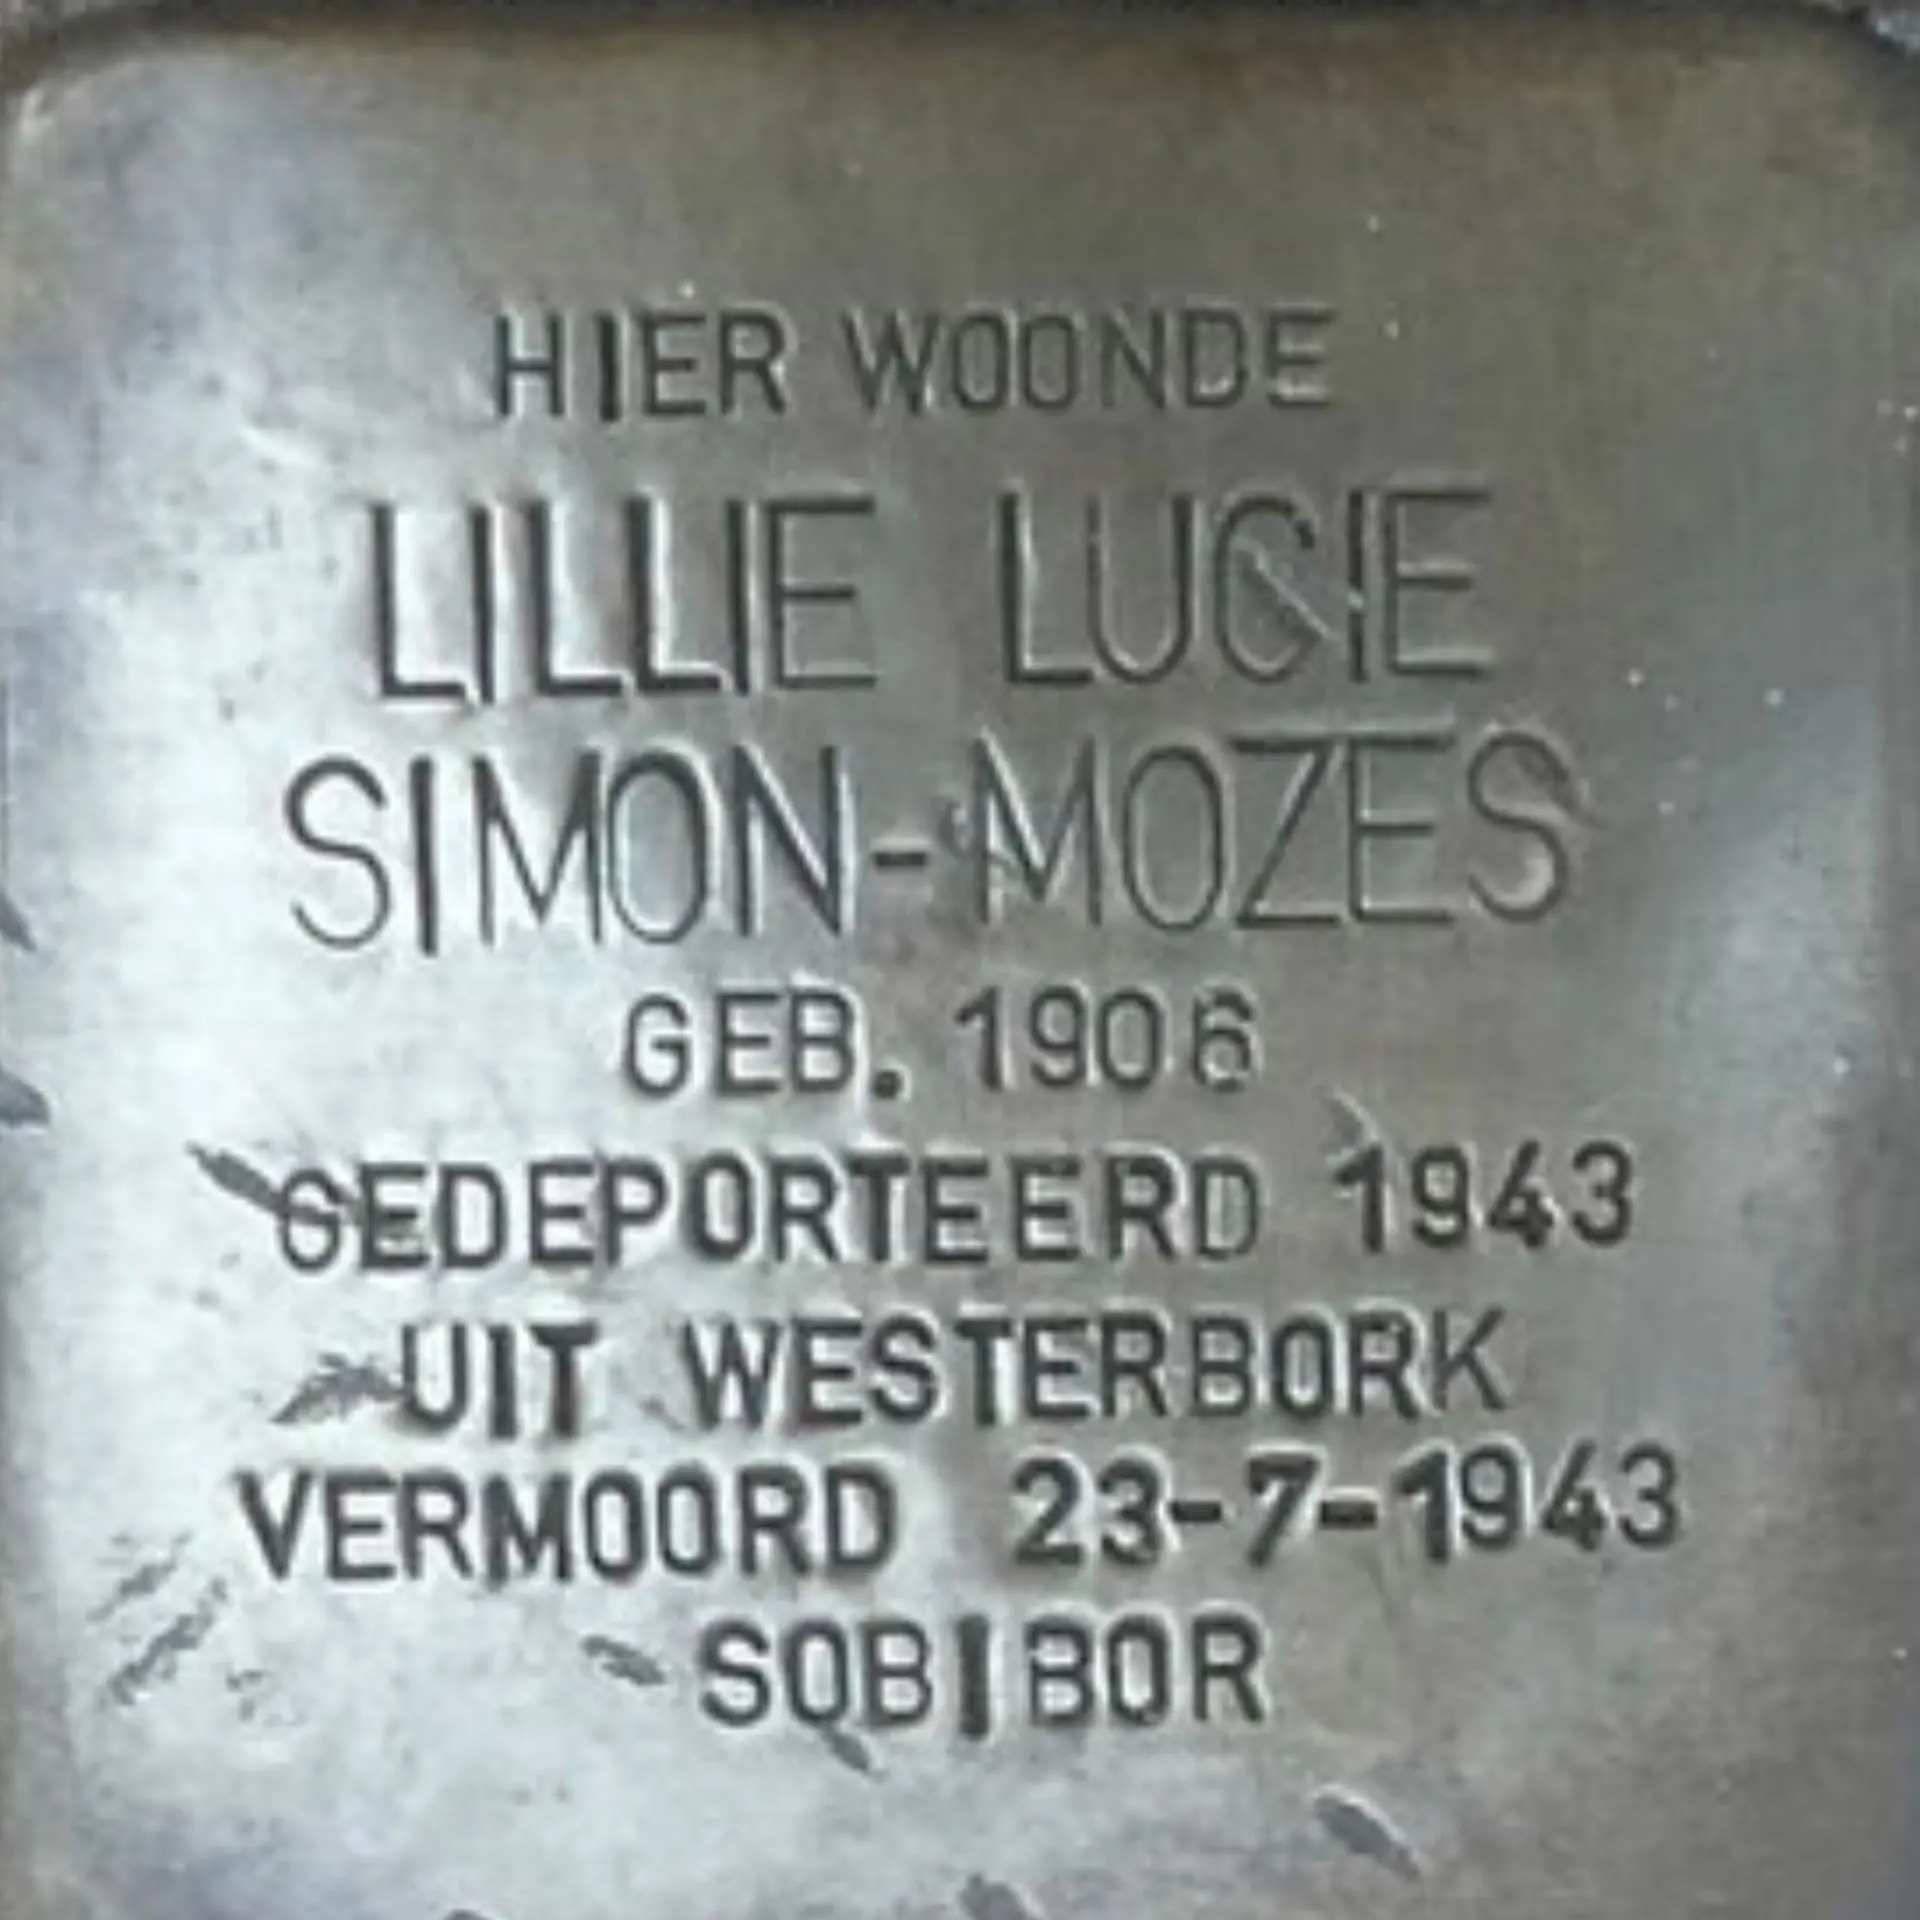 HIER WOONDE
LILLIE LUCIE
SIMON-MOZES
GEB. 1906
GEDEPORTEERD 1943
UIT WESTERBORK
VERMOORD 23-7-1943
SOBIBOR